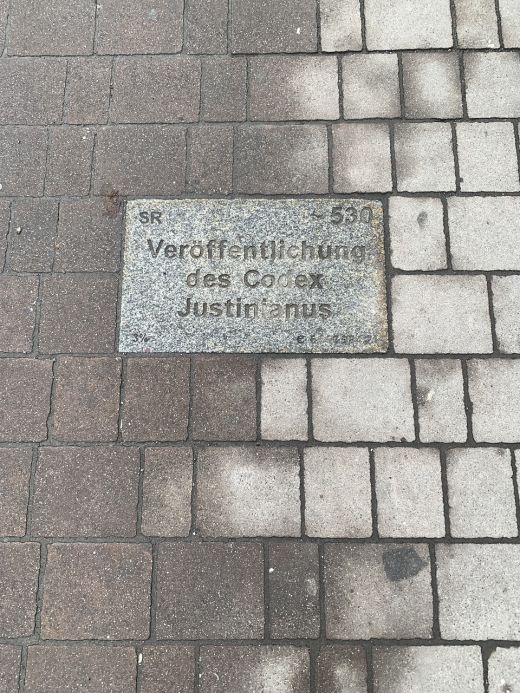 SR ~ 530
Veröffentlichung
des Codex
Justinianus